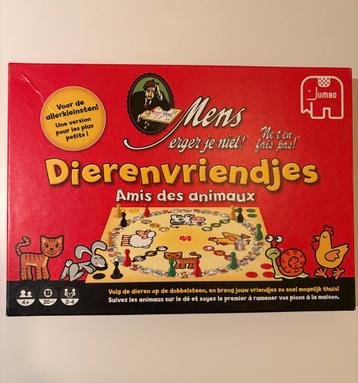 Voor de
allerkleinsten!
Une version
pour les plus
petits !
Mens
erger je niet!
Ne t'en
fais pas!
JUMBO
Dierenvriendjes
Amis des animaux
Volg de dieren op de dobbelsteen, en breng jouw vriendjes zo snel mogelijk thuis!
Suivez les animaux sur le dé et soyez le premier à ramener vos pions à la maison.
4+
20
2-4